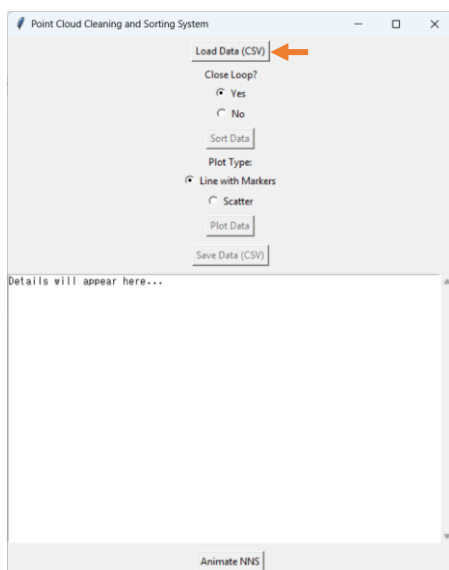 Point Cloud Cleaning and Sorting System
Load Data (CSV)
Close Loop?
Yes
No
Sort Data
Plot Type:
Line with Markers
Scatter
Plot Data
Save Data (CSV)
Details will appear here...
Animate NNS